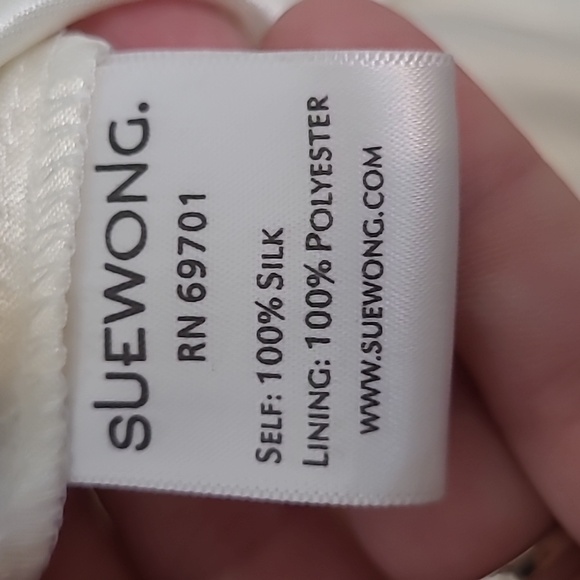 SUEWONG.
RN 69701
SELF: 100% SILK
LINING: 100% POLYESTER
WWW.SUEWONG.COM